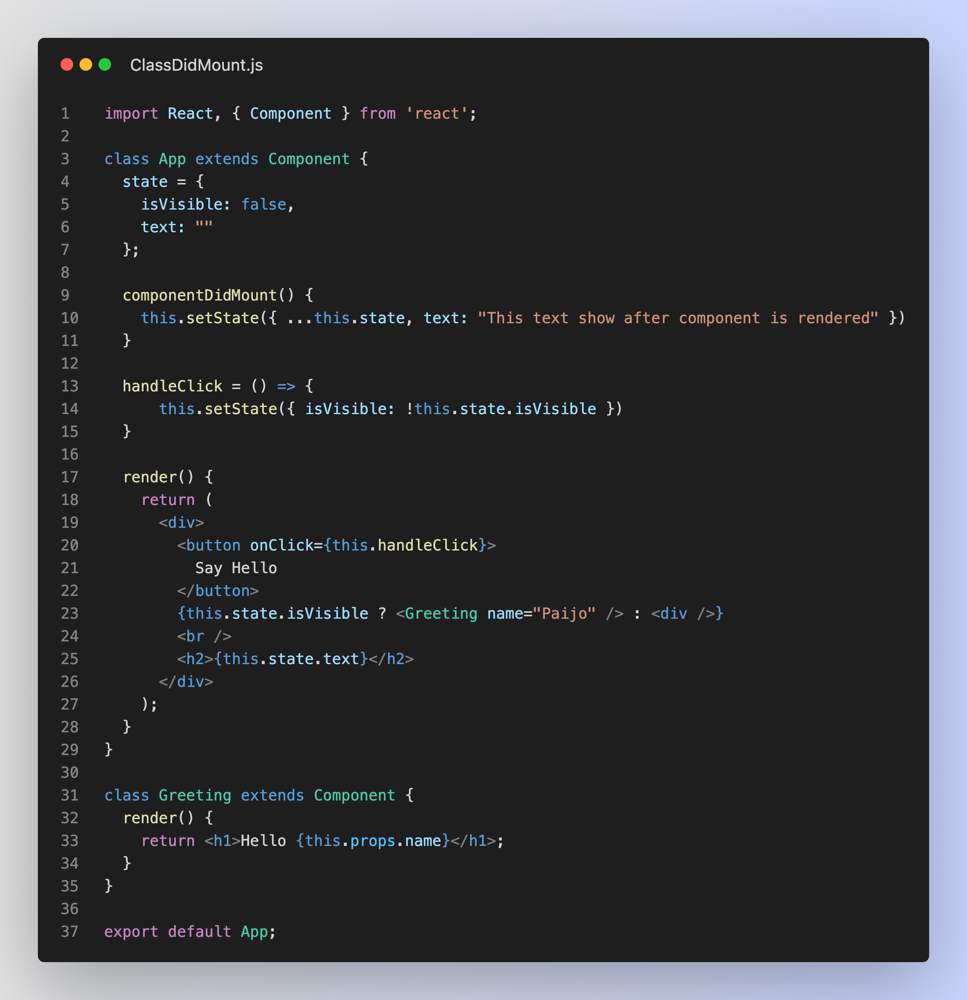 ClassDidMount.js
1 import React, { Component } from 'react';
2
3 class App extends Component {
4   state = {
5     isVisible: false,
6     text: ""
7   };
8
9   componentDidMount() {
10     this.setState({ ...this.state, text: "This text show after component is rendered" })
11   }
12
13   handleClick = () => {
14       this.setState({ isVisible: !this.state.isVisible })
15   }
16
17   render() {
18     return (
19       <div>
20         <button onClick={this.handleClick}>
21           Say Hello
22         </button>
23         {this.state.isVisible ? <Greeting name="Paijo" /> : <div />}
24         <br />
25         <h2>{this.state.text}</h2>
26       </div>
27     );
28   }
29 }
30
31 class Greeting extends Component {
32   render() {
33     return <h1>Hello {this.props.name}</h1>;
34   }
35 }
36
37 export default App;